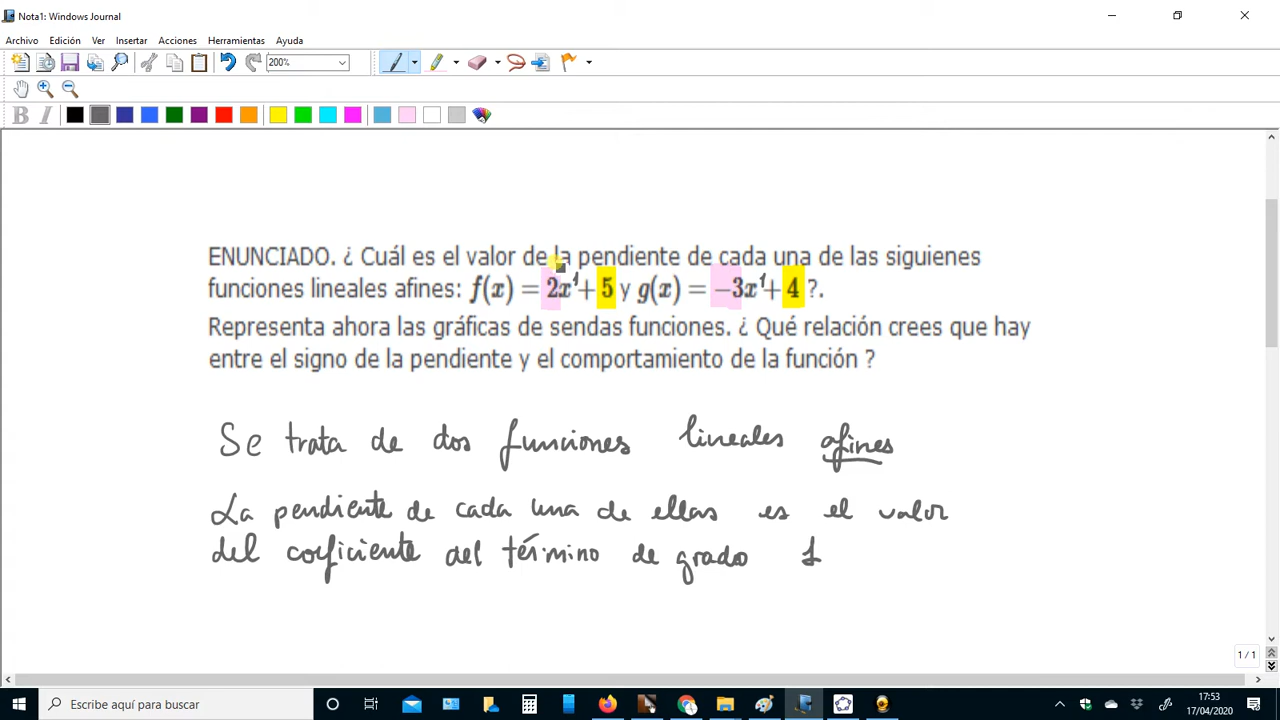 Nota1: Windows Journal
Archivo Edición Ver Insertar Acciones Herramientas Ayuda
200%
B I
ENUNCIADO. ¿ Cuál es el valor de la pendiente de cada una de las siguienes
funciones lineales afines: f(x) = 2x¹+ 5 y g(x) = −3x¹+ 4 ?.
Representa ahora las gráficas de sendas funciones. ¿ Qué relación crees que hay
entre el signo de la pendiente y el comportamiento de la función ?
Se trata de dos funciones lineales afines
La pendiente de cada una de ellas es el valor
del coeficiente del término de grado 1
1 / 1
Escribe aquí para buscar
17:53
17/04/2020